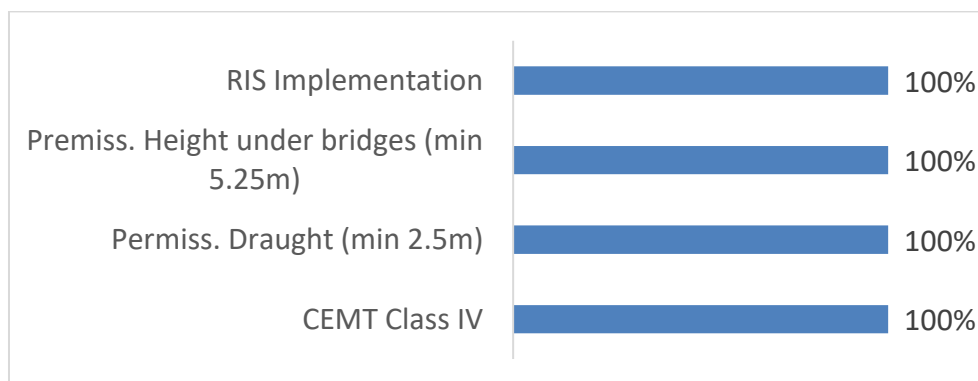 RIS Implementation 100%
Premiss. Height under bridges (min
5.25m) 100%
Permiss. Draught (min 2.5m) 100%
CEMT Class IV 100%